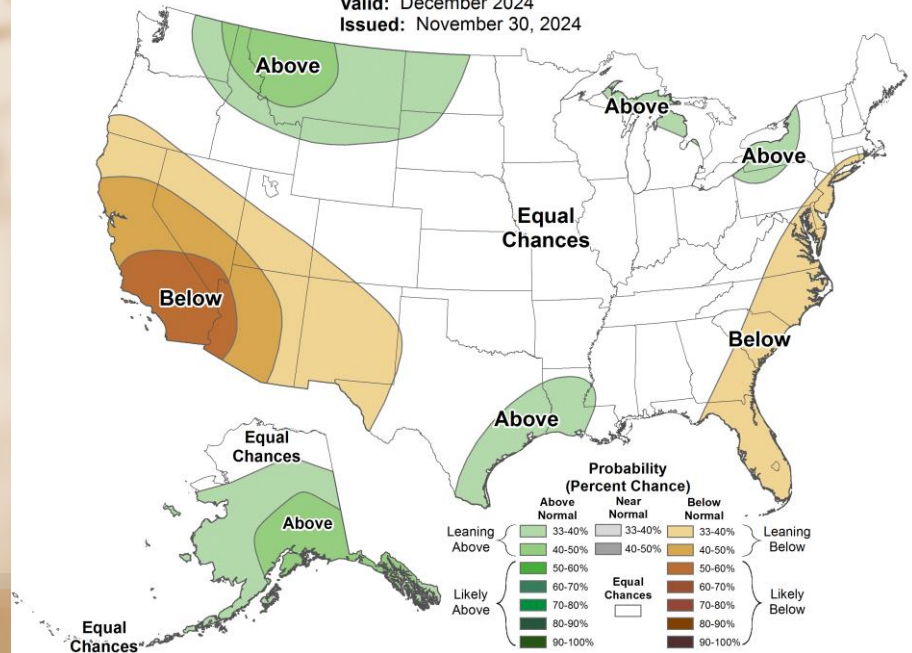 Valid: December 2024
Issued: November 30, 2024
Above
Above
Above
Equal
Chances
Below
Below
Above
Equal
Chances
Above
Equal
Chances
Probability
(Percent Chance)
Above
Normal
Near
Normal
Below
Normal
Leaning
Above
33-40%
33-40%
33-40%
Leaning
Below
40-50%
40-50%
40-50%
Likely
Above
50-60%
Equal
Chances
50-60%
Likely
Below
60-70%
60-70%
70-80%
70-80%
80-90%
80-90%
90-100%
90-100%